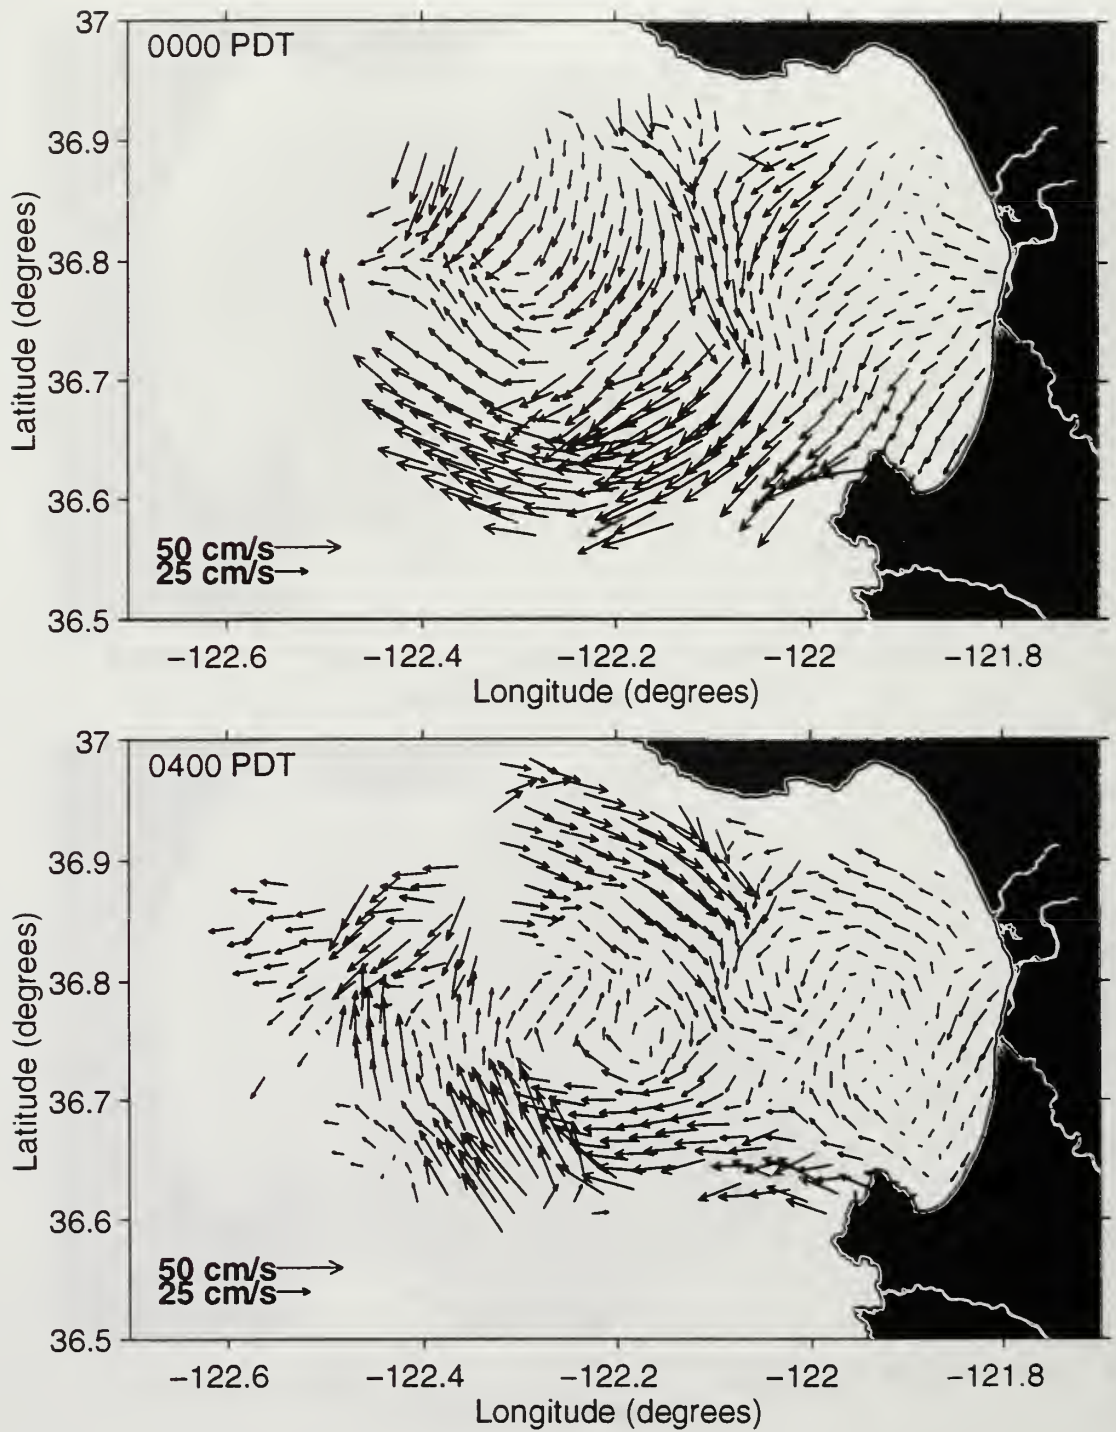 0000 PDT
37
36.9
36.8
36.7
36.6
36.5
Latitude (degrees)
50 cm/s
25 cm/s
−122.6
−122.4
−122.2
−122
−121.8
Longitude (degrees)
0400 PDT
37
36.9
36.8
36.7
36.6
36.5
Latitude (degrees)
50 cm/s
25 cm/s
−122.6
−122.4
−122.2
−122
−121.8
Longitude (degrees)